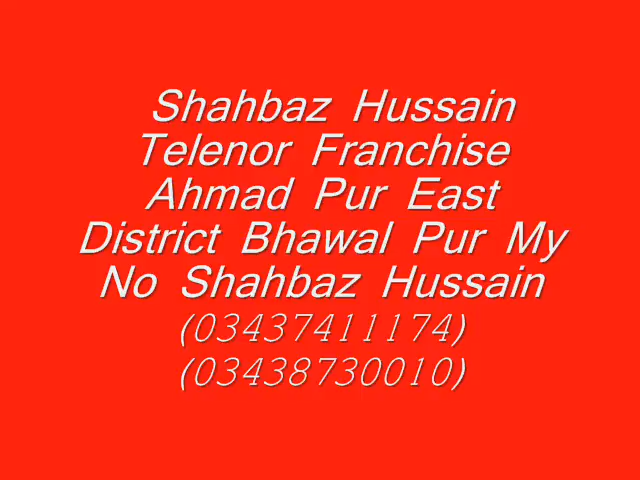 Shahbaz Hussain
Telenor Franchise
Ahmad Pur East
District Bhawal Pur My
No Shahbaz Hussain
(03437411174)
(03438730010)